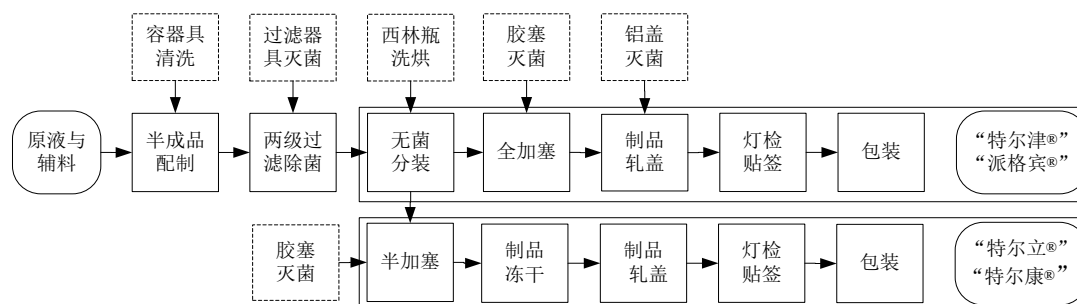 容器具
清洗
过滤器
具灭菌
西林瓶
洗烘
胶塞
灭菌
铝盖
灭菌
原液与
辅料
半成品
配制
两级过
滤除菌
无菌
分装
全加塞
制品
轧盖
灯检
贴签
包装
“特尔津®”
“派格宾®”
胶塞
灭菌
半加塞
制品
冻干
制品
轧盖
灯检
贴签
包装
“特尔立®”
“特尔康®”